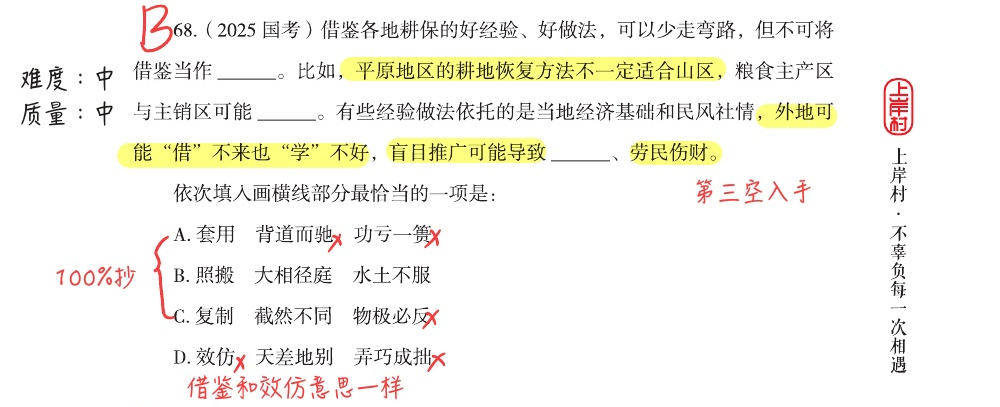 B
68.（2025 国考）借鉴各地耕保的好经验、好做法，可以少走弯路，但不可将
借鉴当作 ______。比如，平原地区的耕地恢复方法不一定适合山区，粮食主产区
与主销区可能 ______。有些经验做法依托的是当地经济基础和民风社情，外地可
能“借”不来也“学”不好，盲目推广可能导致 ______、劳民伤财。
难度：中
质量：中
依次填入画横线部分最恰当的一项是：
第三空入手
A. 套用 背道而驰× 功亏一篑×
B. 照搬 大相径庭 水土不服
C. 复制 截然不同 物极必反×
D. 效仿× 天差地别 弄巧成拙×
100%抄
借鉴和效仿意思一样
上岸村
上岸村·不辜负每一次相遇